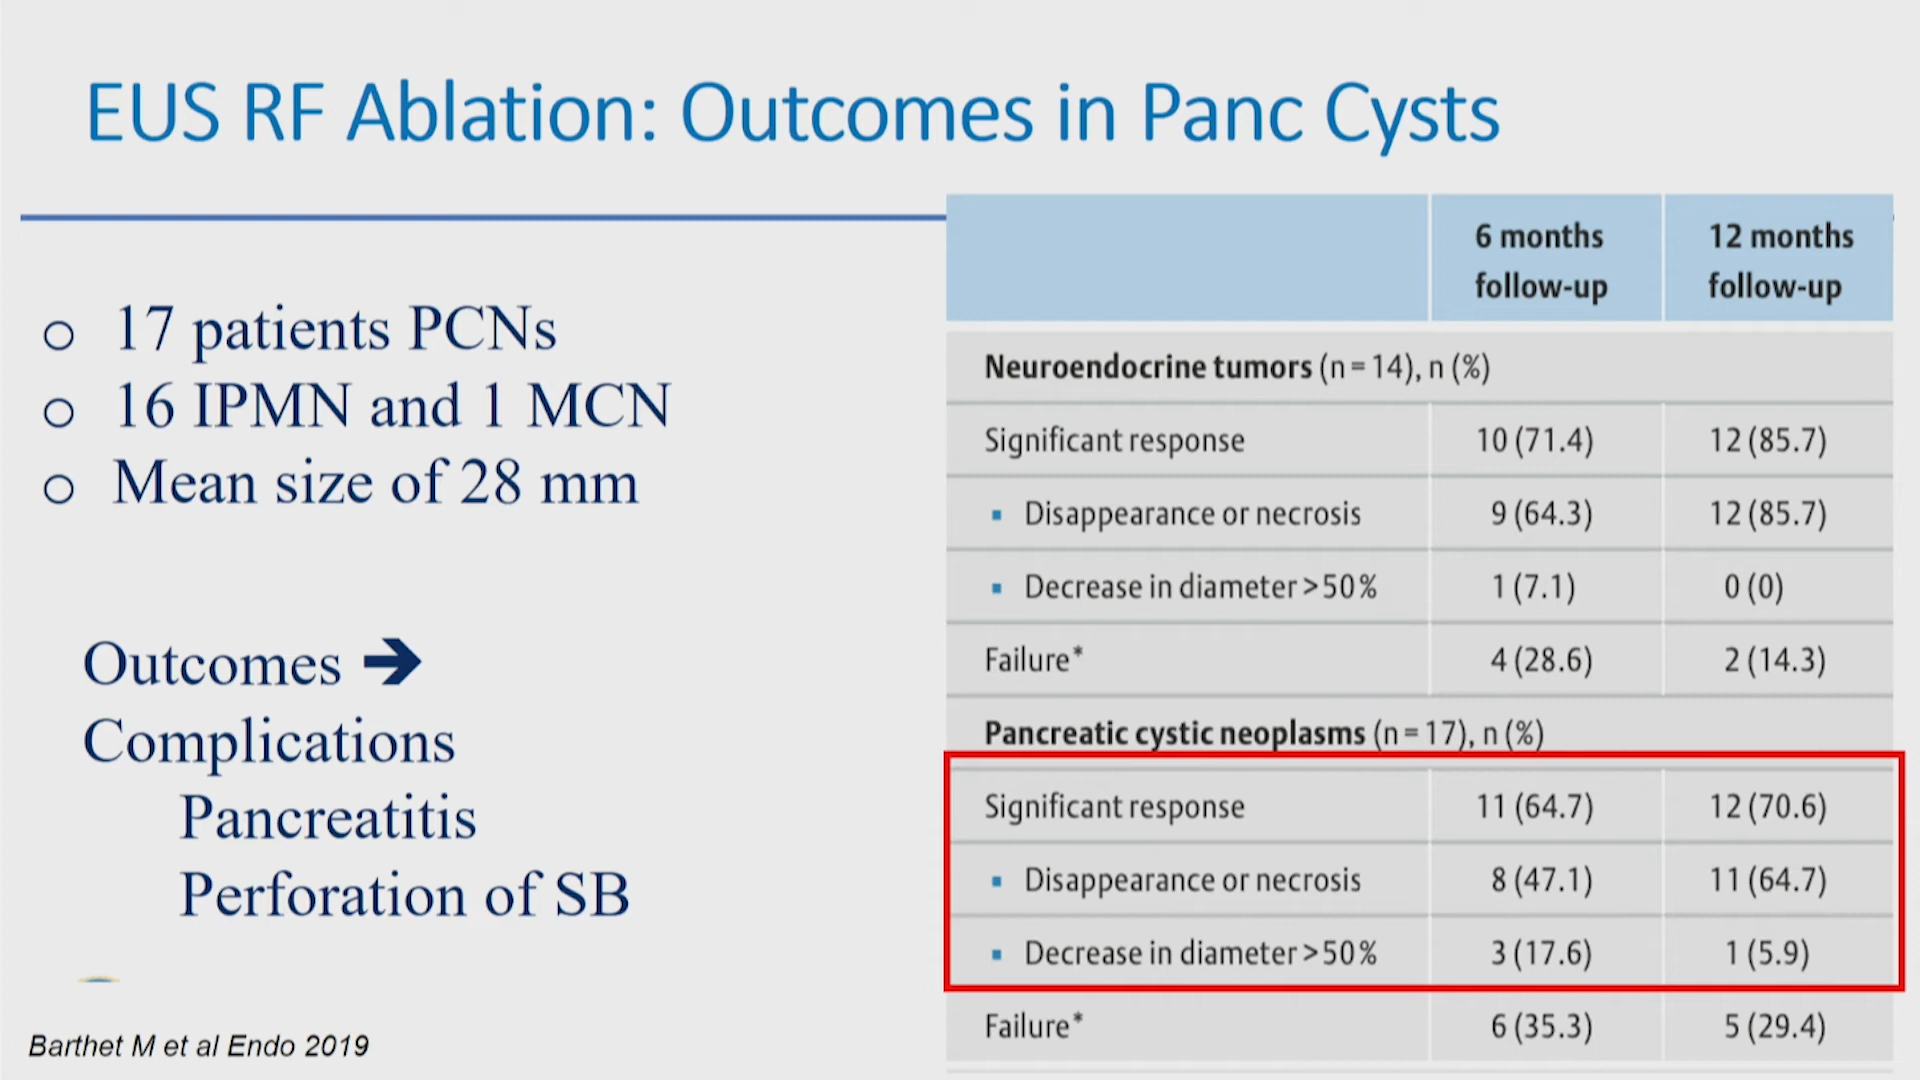 EUS RF Ablation: Outcomes in Panc Cysts
o 17 patients PCNs
o 16 IPMN and 1 MCN
o Mean size of 28 mm
Outcomes ➔
Complications
Pancreatitis
Perforation of SB
Barthet M et al Endo 2019
6 months follow-up 12 months follow-up
Neuroendocrine tumors (n = 14), n (%)
Significant response 10 (71.4) 12 (85.7)
▪ Disappearance or necrosis 9 (64.3) 12 (85.7)
▪ Decrease in diameter > 50 % 1 (7.1) 0 (0)
Failure* 4 (28.6) 2 (14.3)
Pancreatic cystic neoplasms (n = 17), n (%)
Significant response 11 (64.7) 12 (70.6)
▪ Disappearance or necrosis 8 (47.1) 11 (64.7)
▪ Decrease in diameter > 50 % 3 (17.6) 1 (5.9)
Failure* 6 (35.3) 5 (29.4)